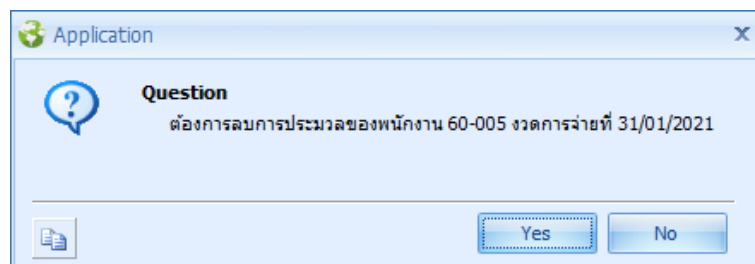 Application
Question
ต้องการลบการประมวลของพนักงาน 60-005 งวดการจ่ายที่ 31/01/2021
Yes No